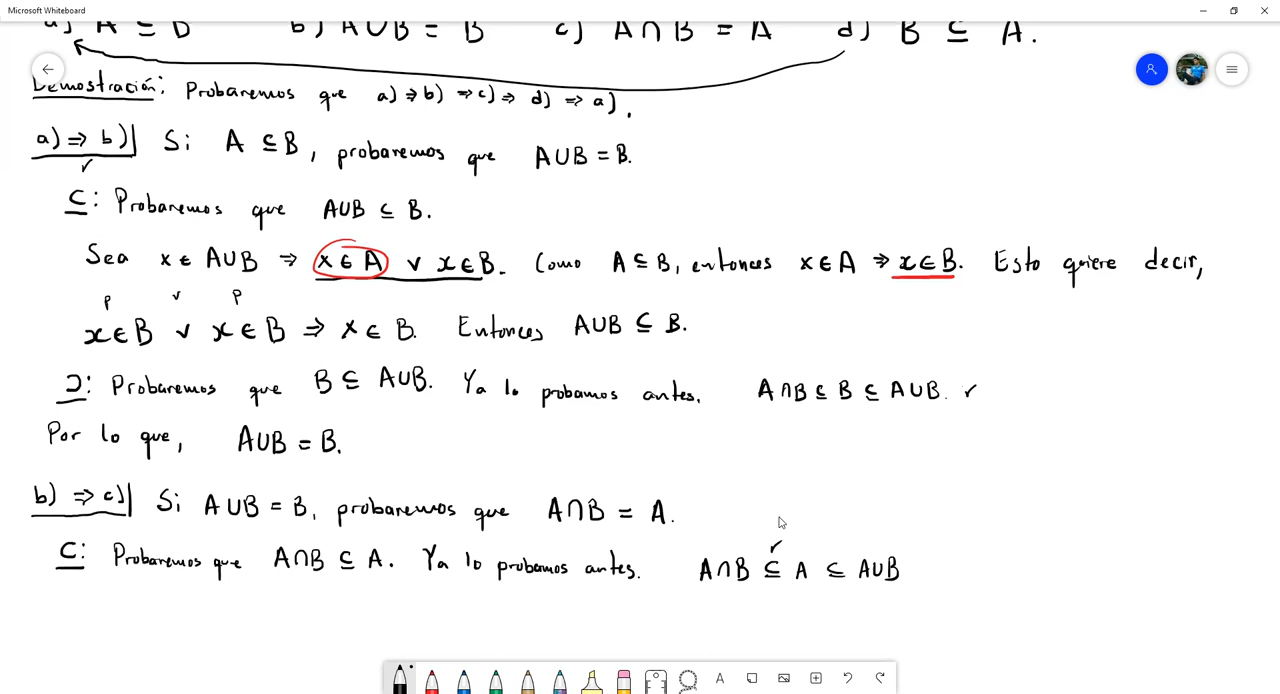 Microsoft Whiteboard
a) A ⊆ B b) A∪B = B c) A∩B = A d) B ⊆ A.
Demostración: Probaremos que a) ⇒ b) ⇒ c) ⇒ d) ⇒ a).
a) ⇒ b) Si A ⊆ B, probaremos que A∪B = B.
⊆: Probaremos que A∪B ⊆ B.
Sea x ∈ A∪B ⇒ x ∈ A ∨ x ∈ B. Como A ⊆ B, entonces x ∈ A ⇒ x ∈ B. Esto quiere decir,
p ∨ p
x ∈ B ∨ x ∈ B ⇒ x ∈ B. Entonces A∪B ⊆ B.
⊇: Probaremos que B ⊆ A∪B. Ya lo probamos antes. A∩B ⊆ B ⊆ A∪B. ✓
Por lo que, A∪B = B.
b) ⇒ c) Si A∪B = B, probaremos que A∩B = A.
⊆: Probaremos que A∩B ⊆ A. Ya lo probamos antes. A∩B ⊆ A ⊆ A∪B